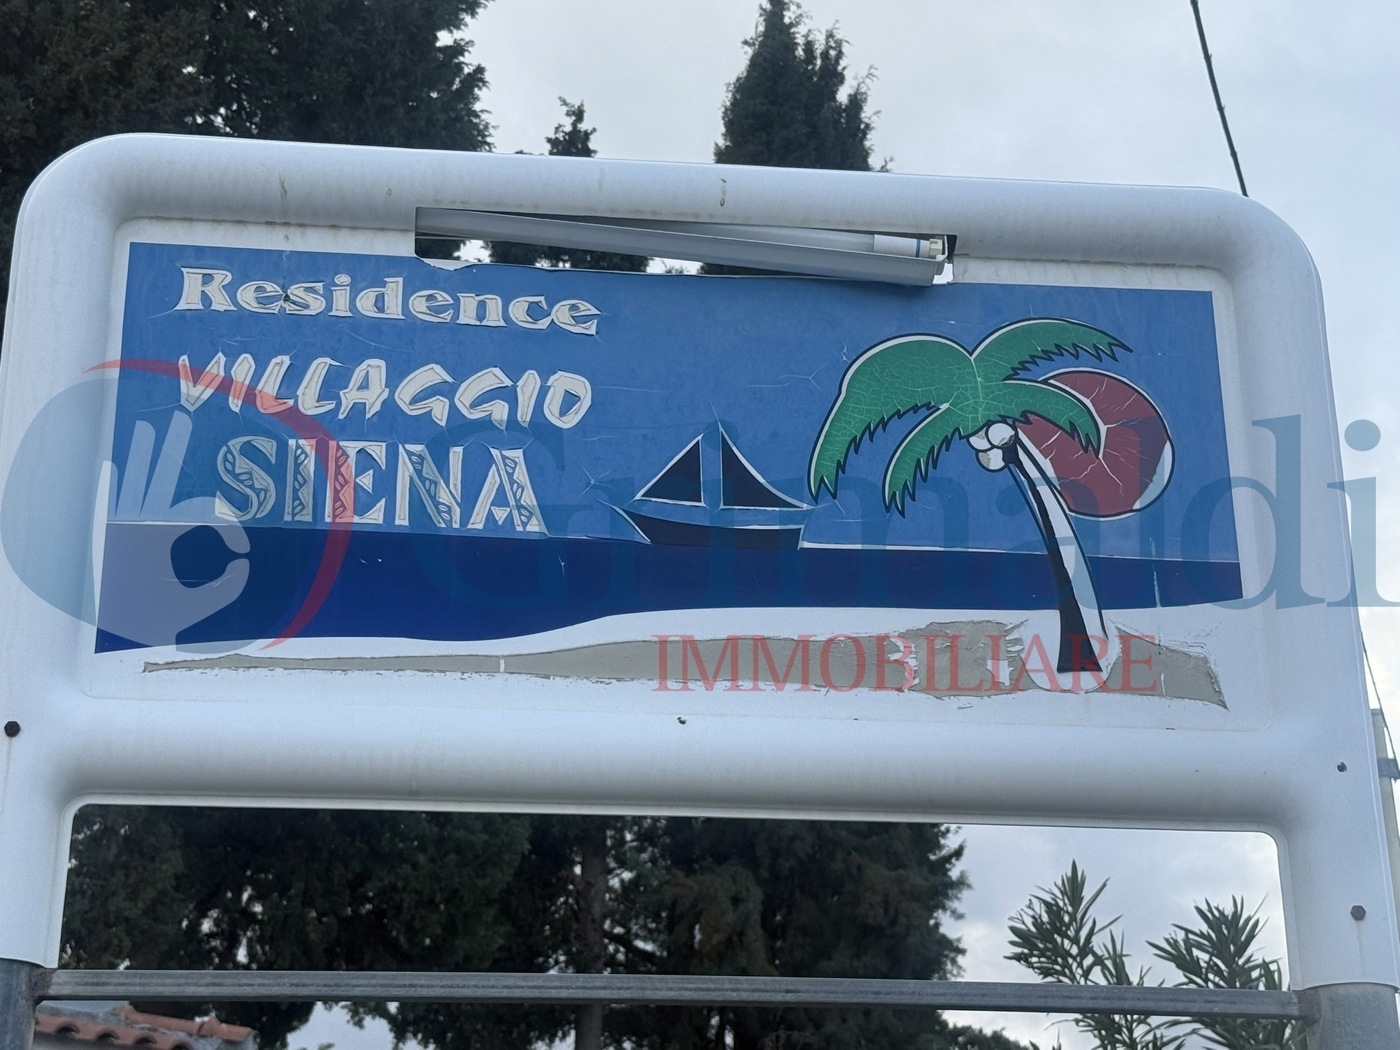 Residence
VILLAGGIO
SIENA
Grimaldi
IMMOBILIARE